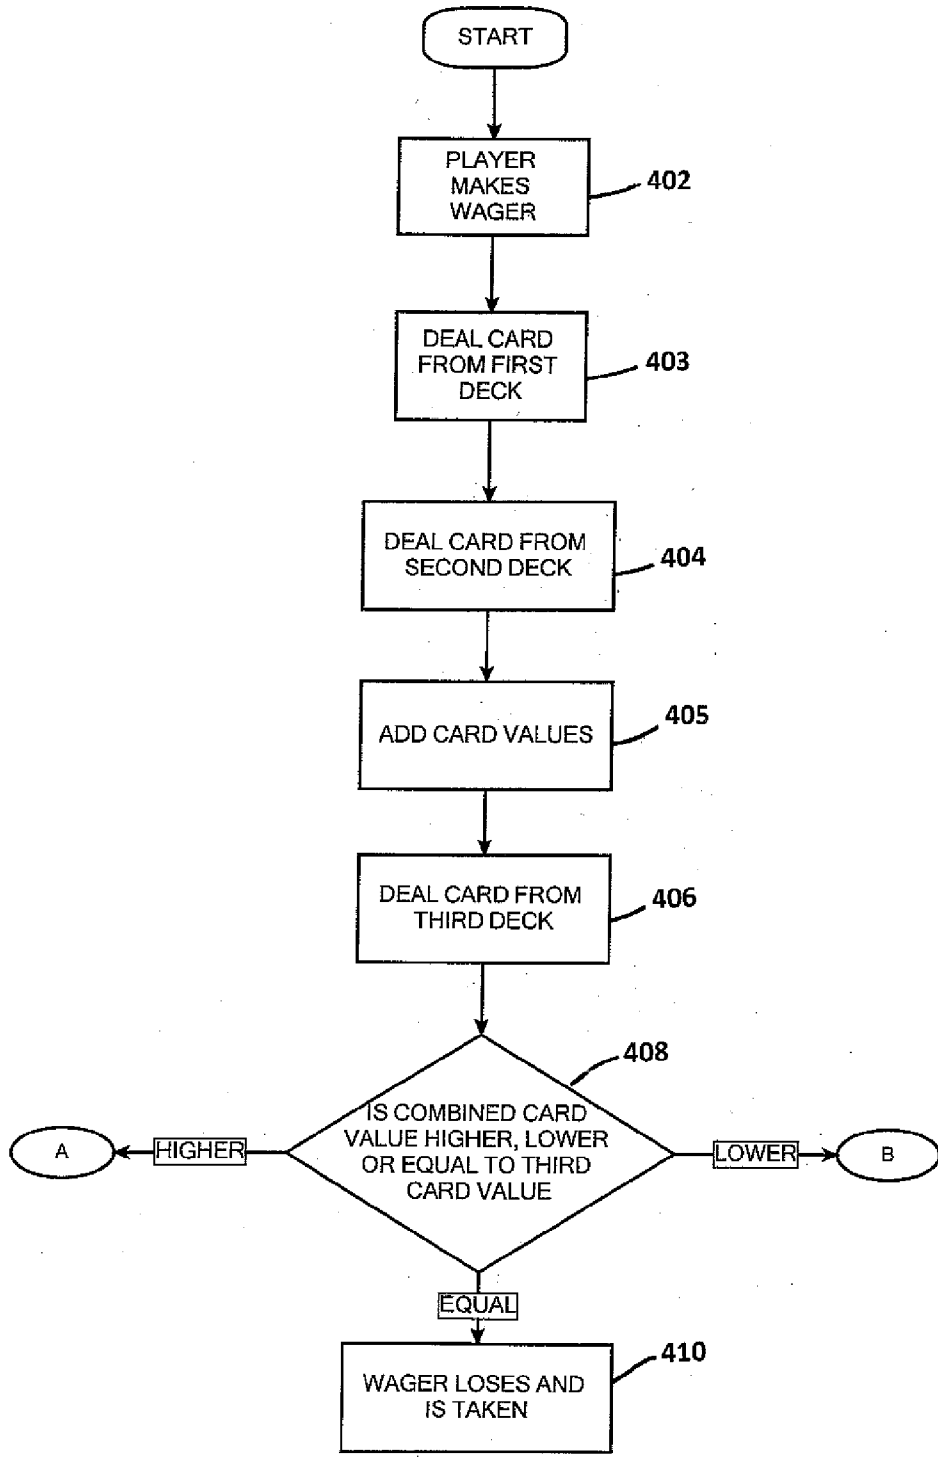 START
PLAYER
MAKES
WAGER
402
DEAL CARD
FROM FIRST
DECK
403
DEAL CARD FROM
SECOND DECK
404
ADD CARD VALUES
405
DEAL CARD FROM
THIRD DECK
406
408
IS COMBINED CARD
VALUE HIGHER, LOWER
OR EQUAL TO THIRD
CARD VALUE
A
HIGHER
LOWER
B
EQUAL
WAGER LOSES AND
IS TAKEN
410